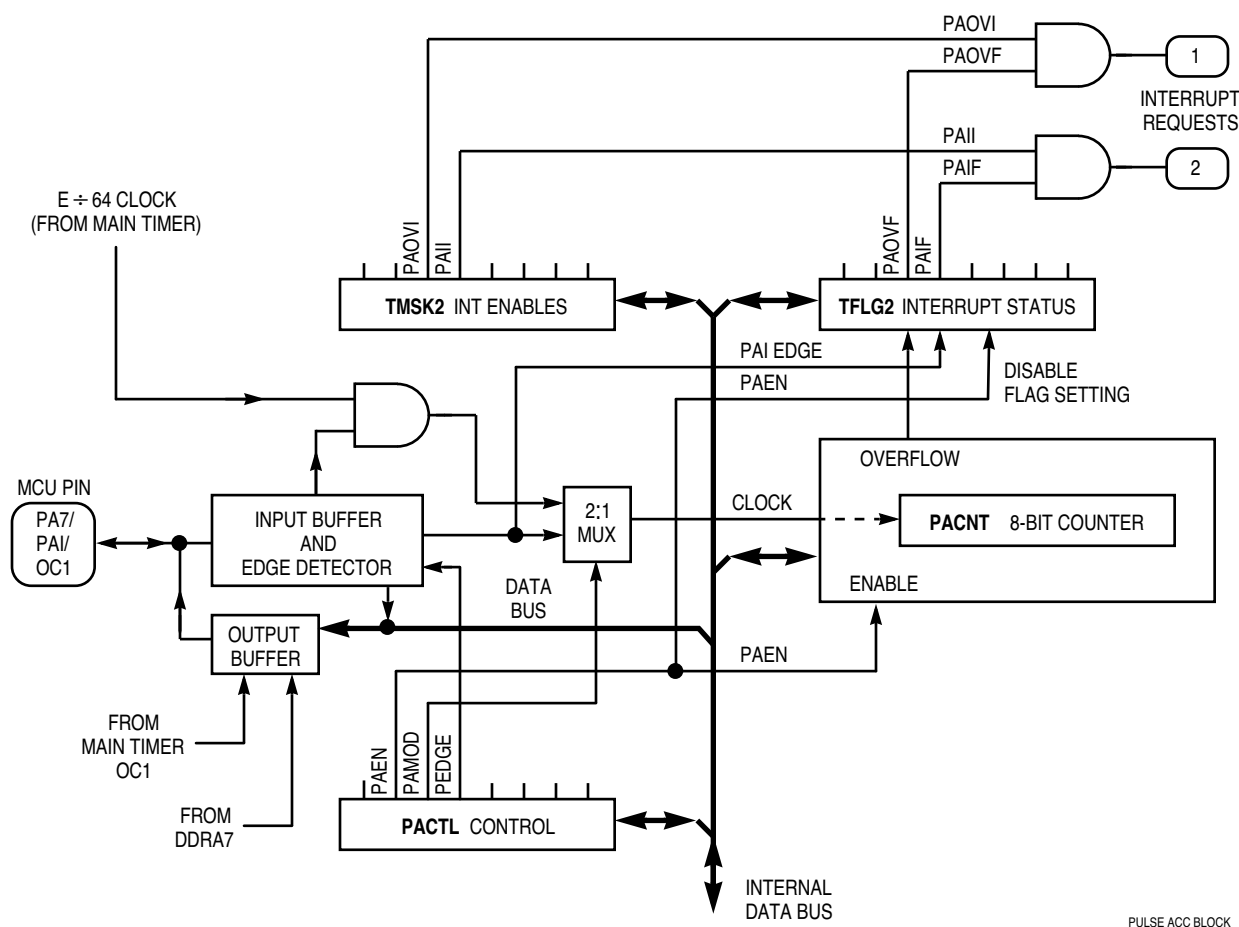 PAOVI
PAOVF
1
INTERRUPT
REQUESTS
PAII
PAIF
2
E ÷ 64 CLOCK
(FROM MAIN TIMER)
PAOVI
PAII
PAOVF
PAIF
TMSK2 INT ENABLES
TFLG2 INTERRUPT STATUS
PAI EDGE
PAEN
DISABLE
FLAG SETTING
OVERFLOW
MCU PIN
PA7/
PAI/
OC1
INPUT BUFFER
AND
EDGE DETECTOR
2:1
MUX
CLOCK
PACNT 8-BIT COUNTER
ENABLE
DATA
BUS
OUTPUT
BUFFER
PAEN
FROM
MAIN TIMER
OC1
FROM
DDRA7
PAEN
PAMOD
PEDGE
PACTL CONTROL
INTERNAL
DATA BUS
PULSE ACC BLOCK